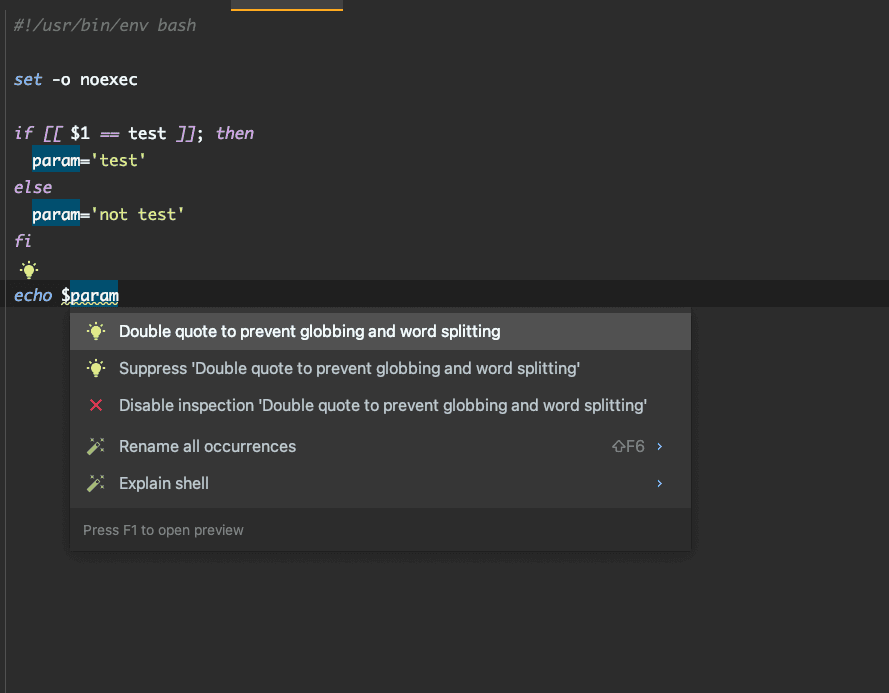 #!/usr/bin/env bash
set -o noexec
if [[ $1 == test ]]; then
param='test'
else
param='not test'
fi
echo $param
Double quote to prevent globbing and word splitting
Suppress 'Double quote to prevent globbing and word splitting'
Disable inspection 'Double quote to prevent globbing and word splitting'
Rename all occurrences ⇧F6
Explain shell
Press F1 to open preview